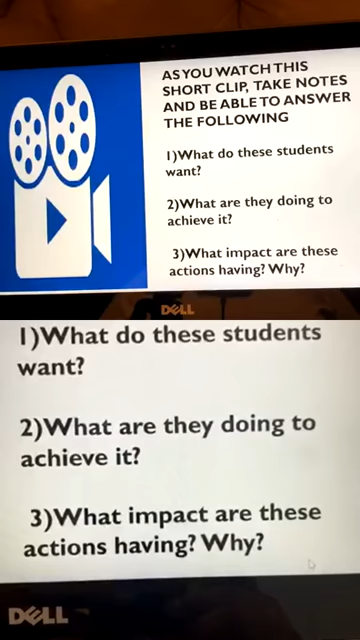 AS YOU WATCH THIS
SHORT CLIP, TAKE NOTES
AND BE ABLE TO ANSWER
THE FOLLOWING
1)What do these students
want?
2)What are they doing to
achieve it?
3)What impact are these
actions having? Why?
DELL
1)What do these students
want?
2)What are they doing to
achieve it?
3)What impact are these
actions having? Why?
DELL